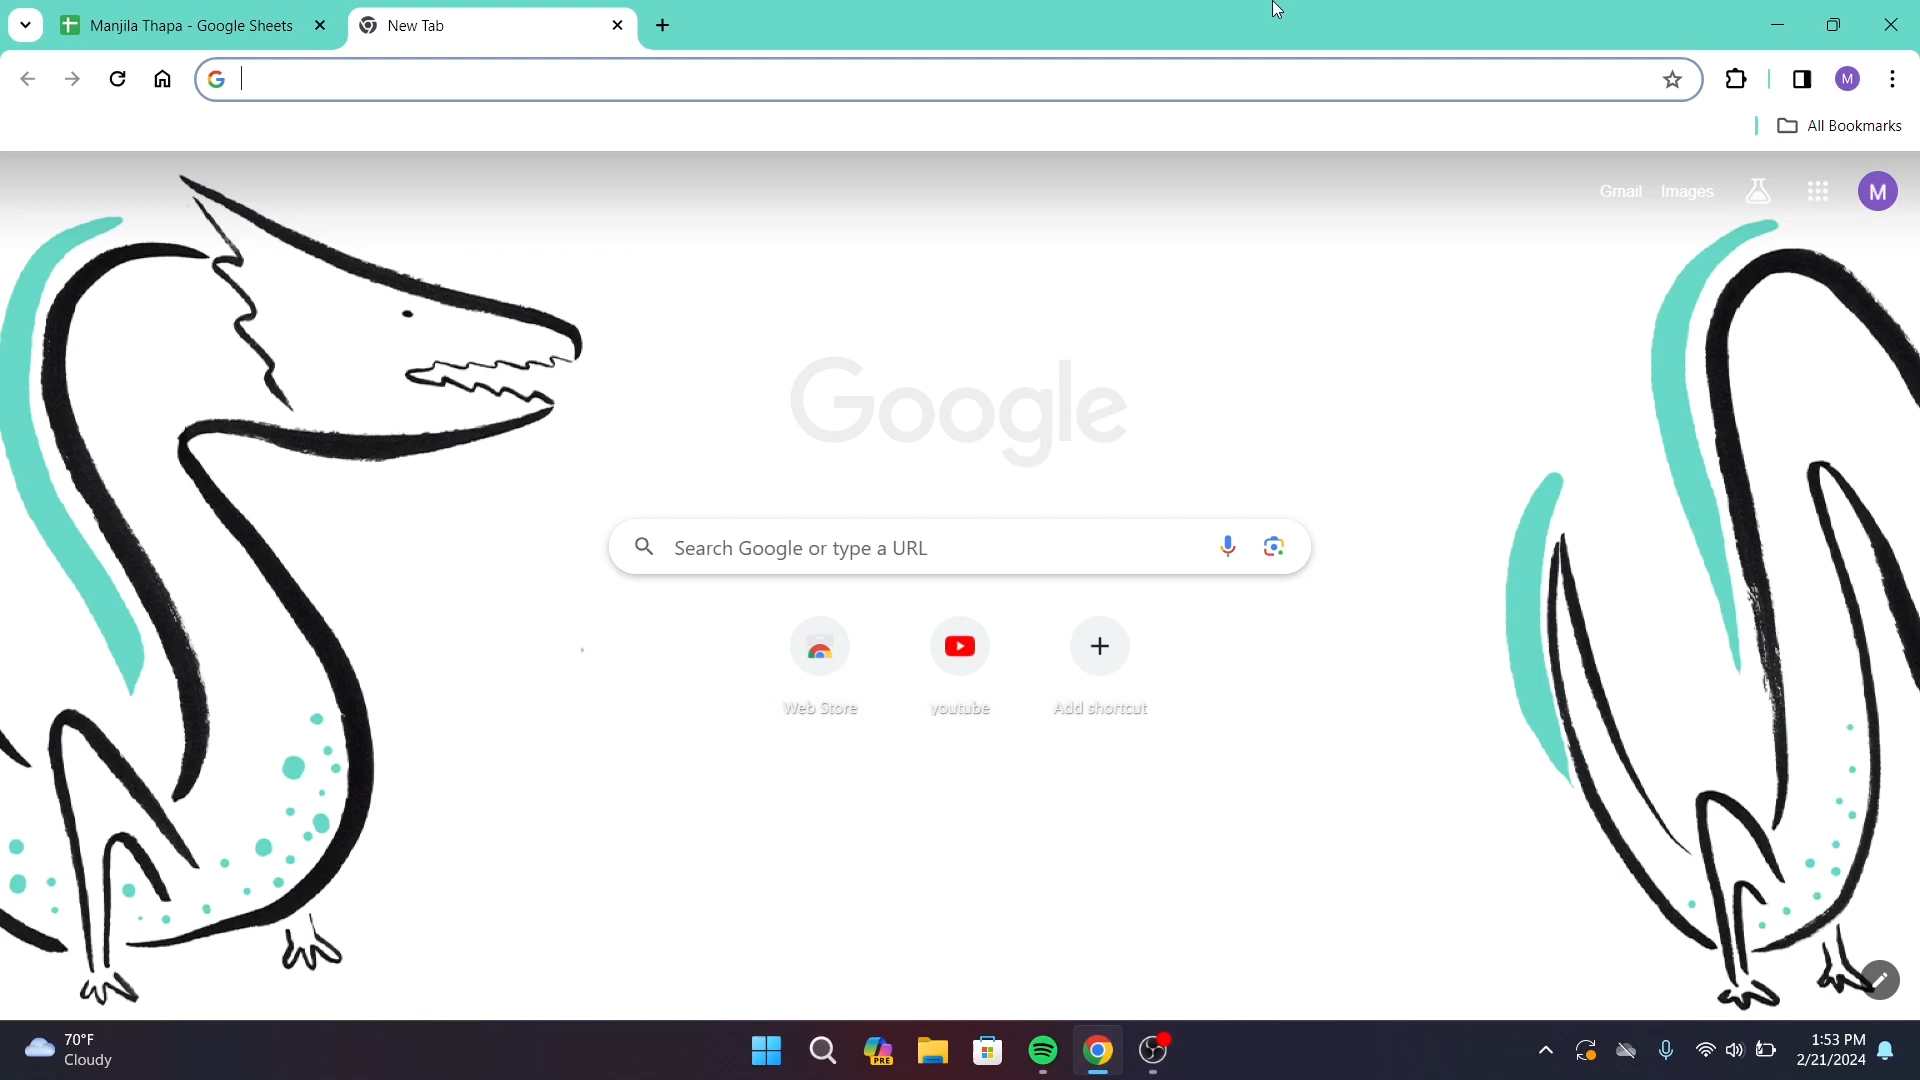 Manjila Thapa - Google Sheets
New Tab
All Bookmarks
Gmail Images
M
M
Google
Search Google or type a URL
Web Store youtube Add shortcut
70°F
Cloudy
PRE
1:53 PM
2/21/2024